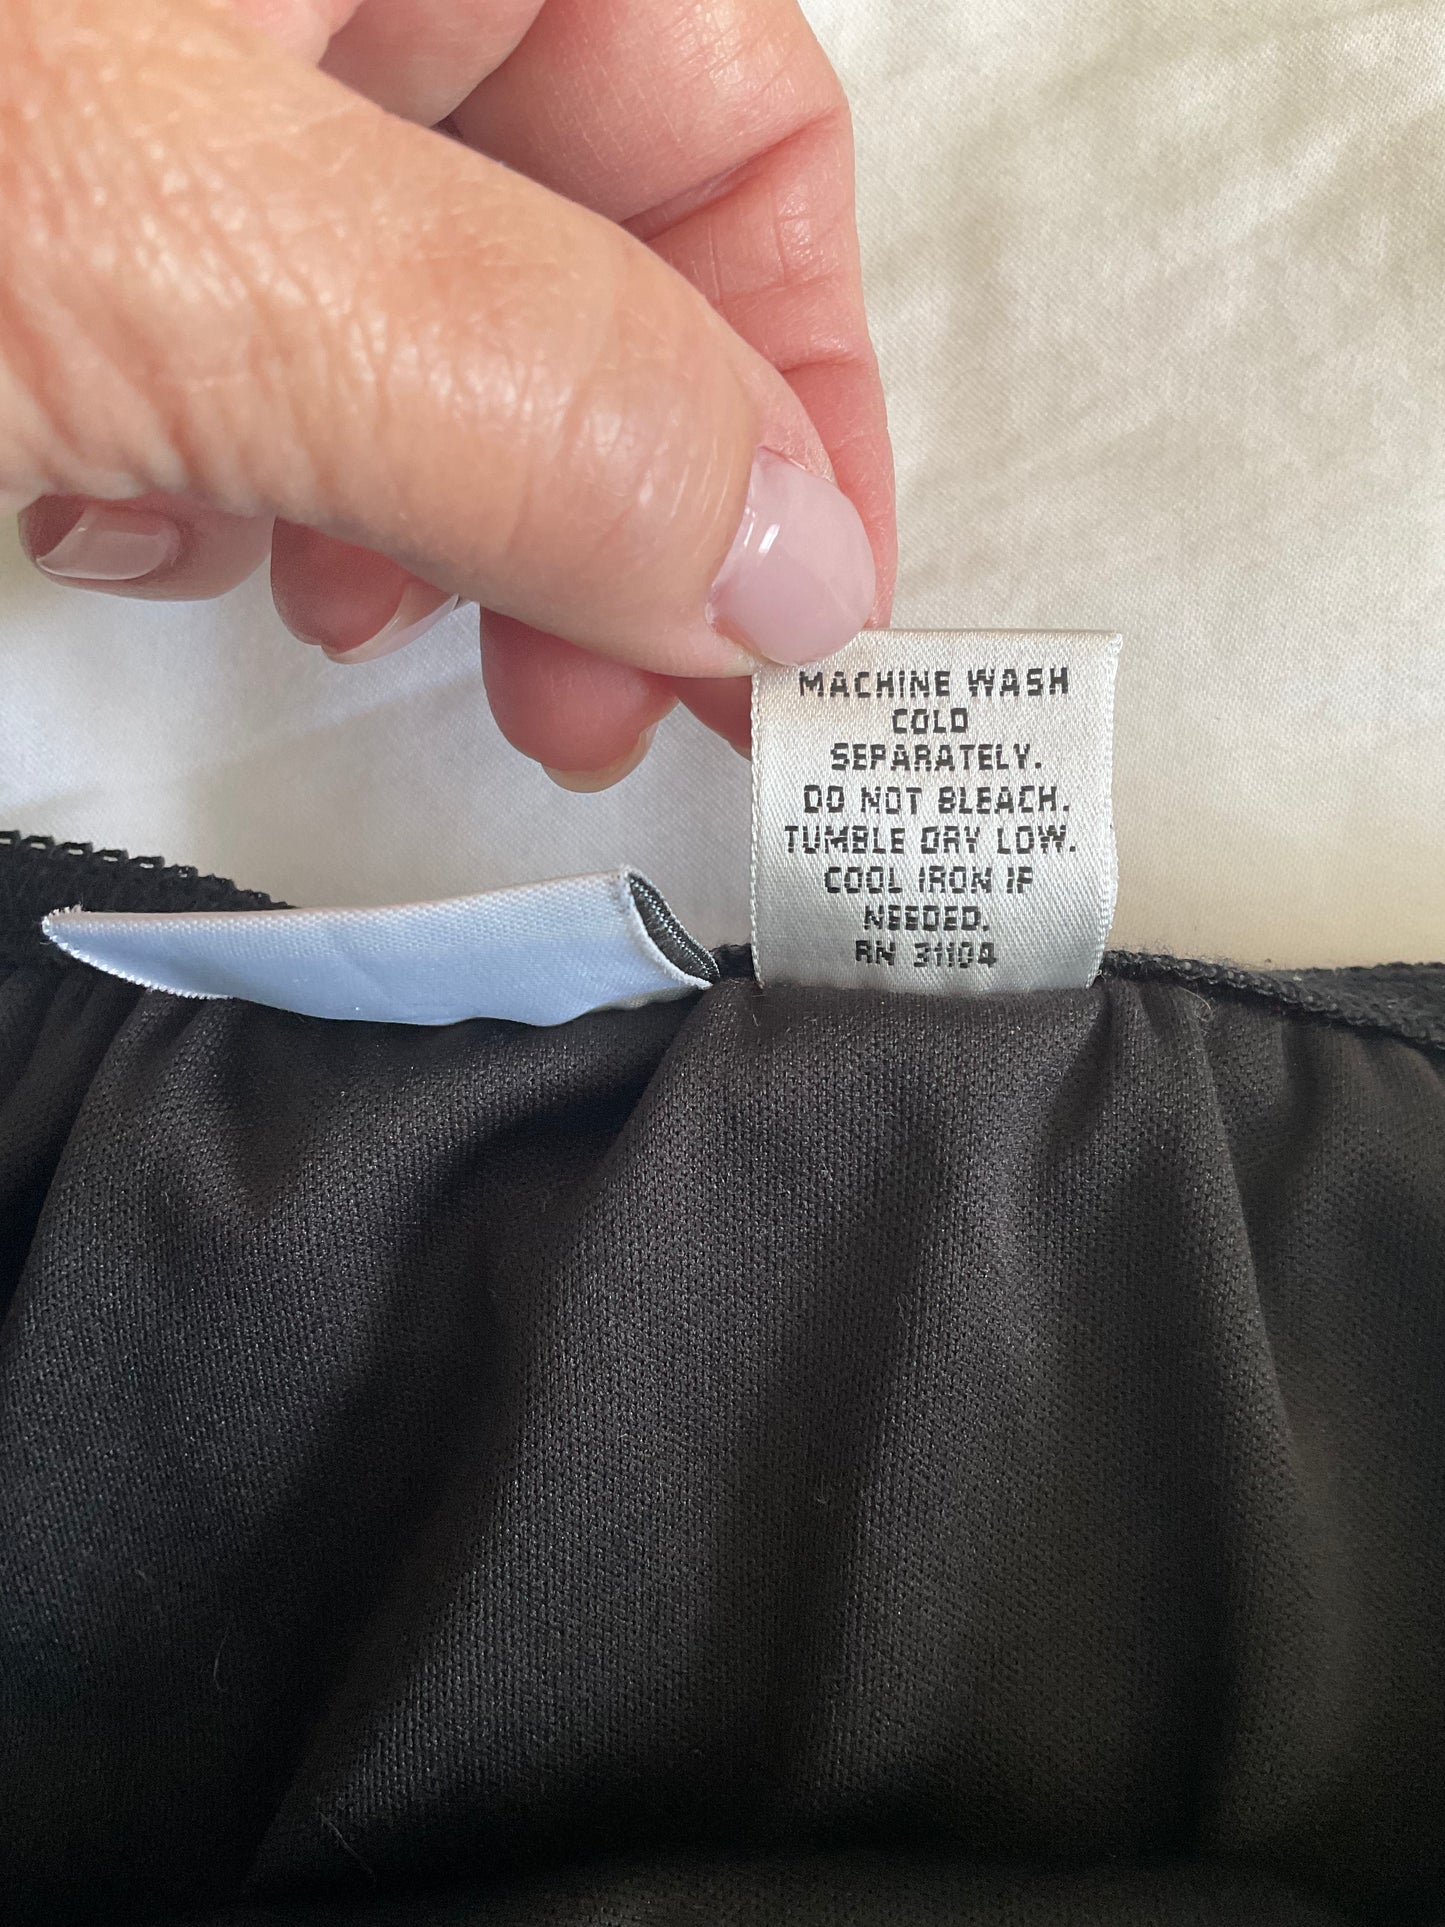 MACHINE WASH
COLD
SEPARATELY.
DO NOT BLEACH.
TUMBLE DRY LOW.
COOL IRON IF
NEEDED.
RN 31104